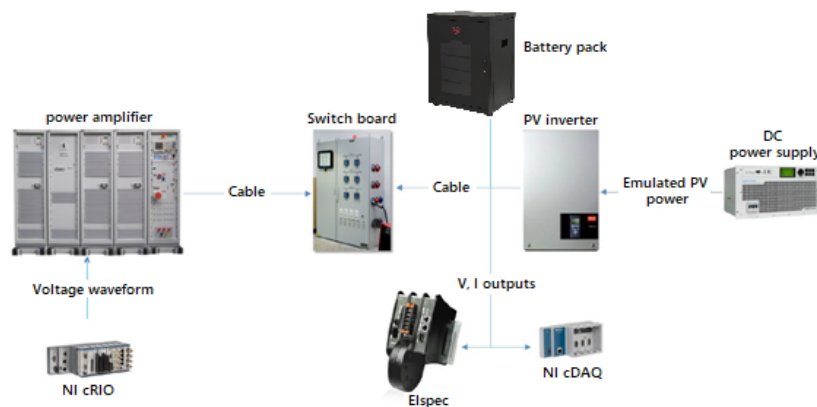 Battery pack
power amplifier
Switch board
PV inverter
DC
power supply
Cable
Cable
Emulated PV
power
Voltage waveform
V, I outputs
NI cRIO
Elspec
NI cDAQ